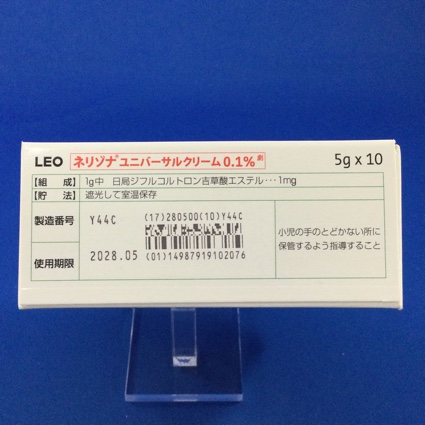 LEO ネリゾナ®ユニバーサルクリーム0.1%劇 5g x 10
【組 成】 1g中 日局ジフルコルトロン吉草酸エステル･･･1mg
【貯 法】 遮光して室温保存
製造番号 Y44C (17)280500(10)Y44C
使用期限 2028.05 (01)14987919102076
小児の手のとどかない所に
保管するよう指導すること